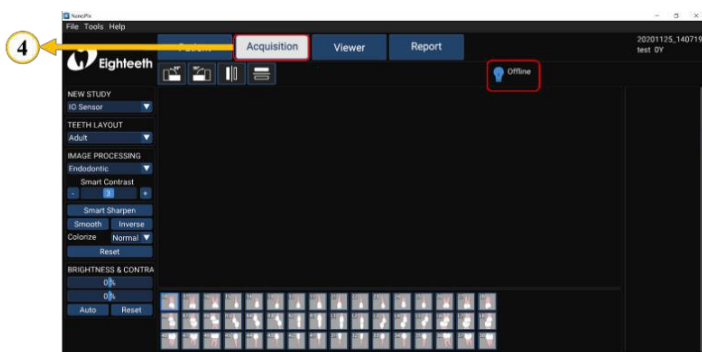 NanoPix
File Tools Help
4
Eighteeth
Patient Acquisition Viewer Report
20201125_140719
test 0Y
Offline
NEW STUDY
IO Sensor
TEETH LAYOUT
Adult
IMAGE PROCESSING
Endodontic
Smart Contrast
- 3 +
Smart Sharpen
Smooth Inverse
Colorize Normal
Reset
BRIGHTNESS & CONTRA
0%
0%
Auto Reset